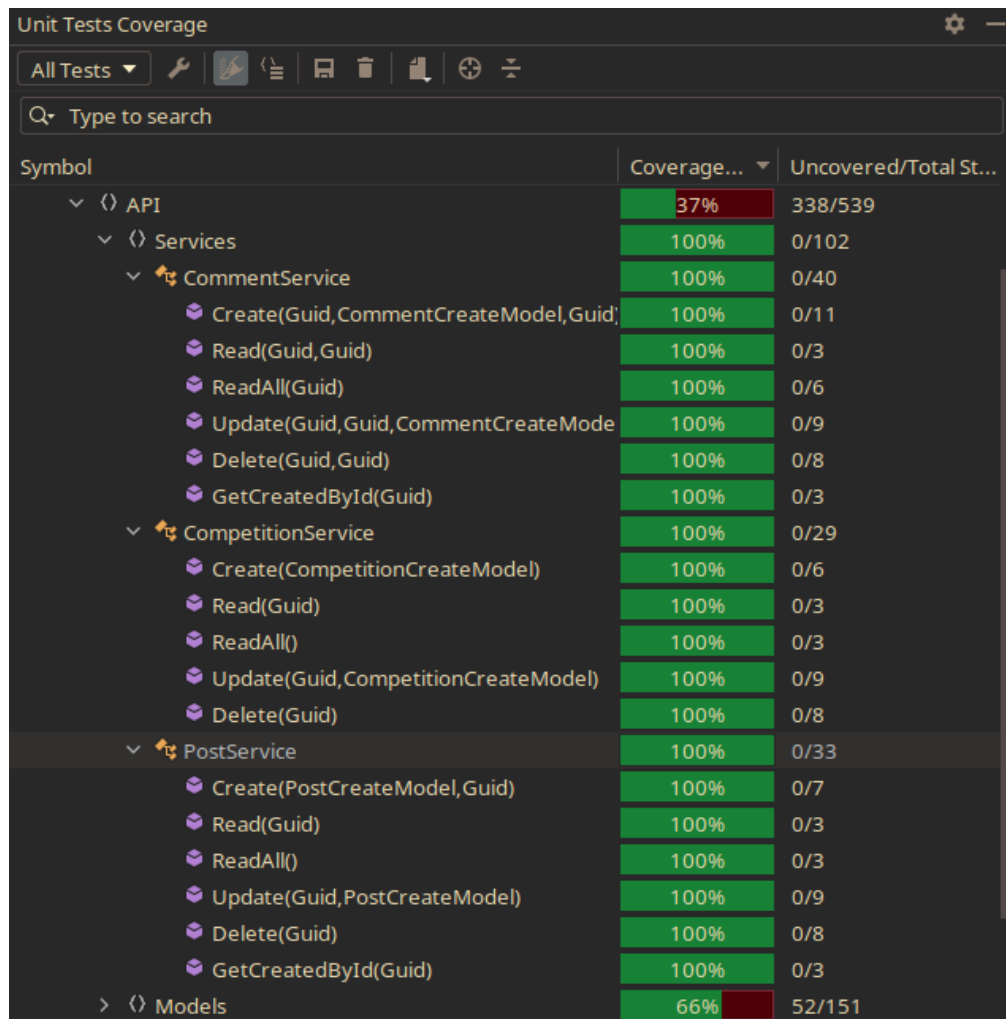 Unit Tests Coverage
All Tests
Type to search
Symbol Coverage... Uncovered/Total St...
API 37% 338/539
Services 100% 0/102
CommentService 100% 0/40
Create(Guid,CommentCreateModel,Guid) 100% 0/11
Read(Guid,Guid) 100% 0/3
ReadAll(Guid) 100% 0/6
Update(Guid,Guid,CommentCreateMode 100% 0/9
Delete(Guid,Guid) 100% 0/8
GetCreatedById(Guid) 100% 0/3
CompetitionService 100% 0/29
Create(CompetitionCreateModel) 100% 0/6
Read(Guid) 100% 0/3
ReadAll() 100% 0/3
Update(Guid,CompetitionCreateModel) 100% 0/9
Delete(Guid) 100% 0/8
PostService 100% 0/33
Create(PostCreateModel,Guid) 100% 0/7
Read(Guid) 100% 0/3
ReadAll() 100% 0/3
Update(Guid,PostCreateModel) 100% 0/9
Delete(Guid) 100% 0/8
GetCreatedById(Guid) 100% 0/3
Models 66% 52/151